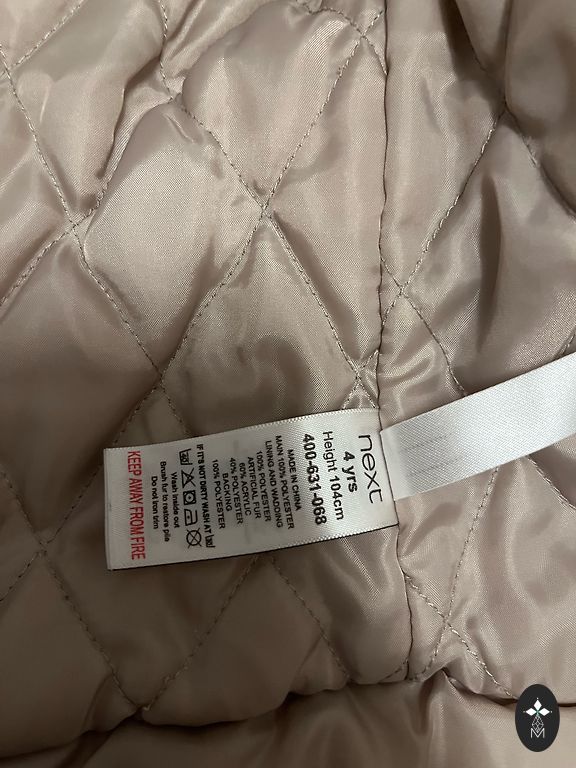 next
4 yrs
Height 104cm
400-631-068
MADE IN CHINA
MAIN 100% POLYESTER
LINING AND WADDING
100% POLYESTER
ARTIFICIAL FUR
60% ACRYLIC
40% POLYESTER
BACKING
100% POLYESTER
IF IT'S NOT DIRTY WASH AT
Wash inside out
Brush fur to restore pile
Do not iron trim
KEEP AWAY FROM FIRE
M